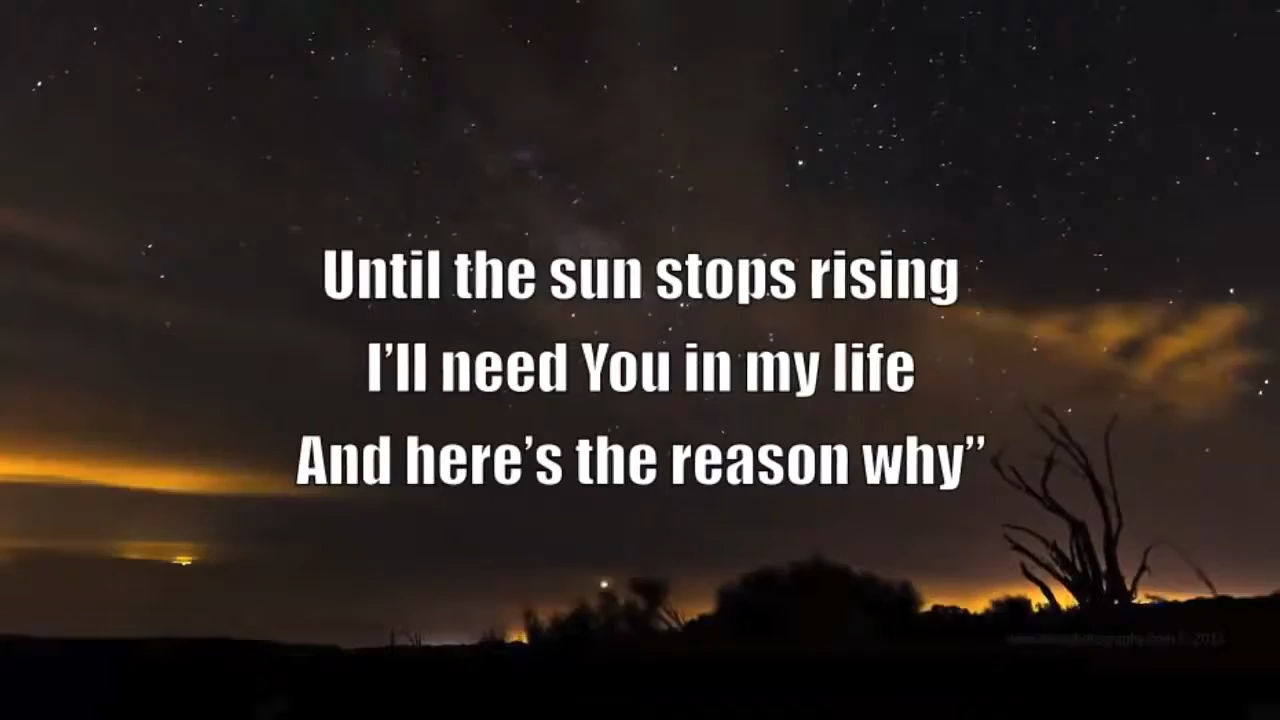 Until the sun stops rising
I’ll need You in my life
And here’s the reason why”